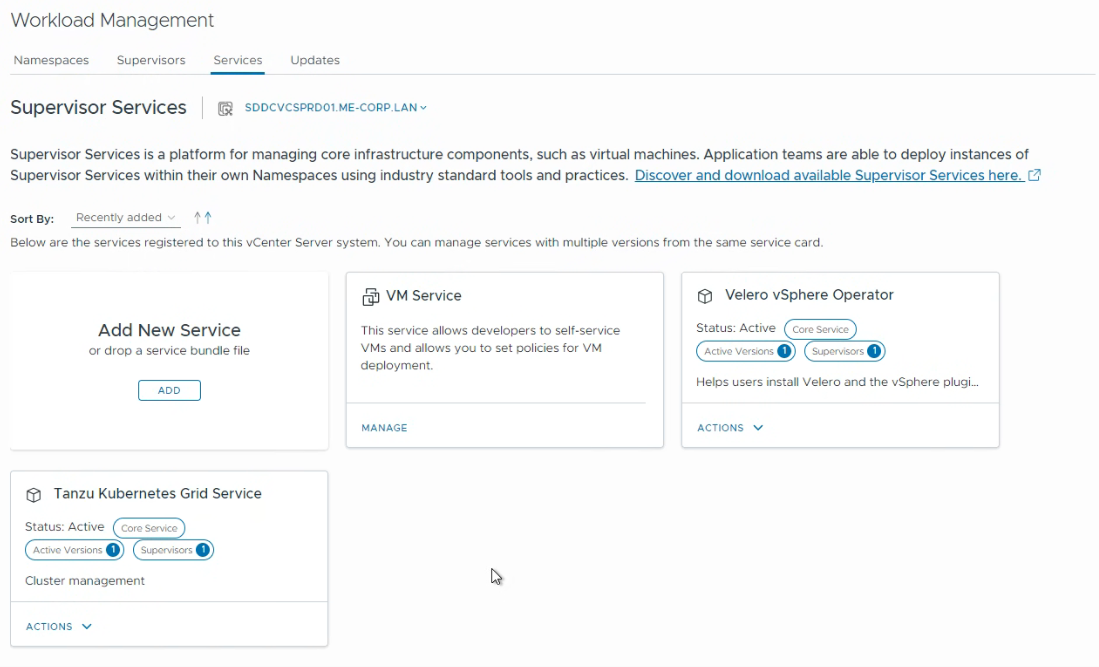 Workload Management
Namespaces Supervisors Services Updates
Supervisor Services SDDCVCSPRD01.ME-CORP.LAN
Supervisor Services is a platform for managing core infrastructure components, such as virtual machines. Application teams are able to deploy instances of
Supervisor Services within their own Namespaces using industry standard tools and practices. Discover and download available Supervisor Services here.
Sort By: Recently added
Below are the services registered to this vCenter Server system. You can manage services with multiple versions from the same service card.
Add New Service
or drop a service bundle file
ADD
VM Service
This service allows developers to self-service
VMs and allows you to set policies for VM
deployment.
MANAGE
Velero vSphere Operator
Status: Active Core Service
Active Versions 1 Supervisors 1
Helps users install Velero and the vSphere plugi...
ACTIONS
Tanzu Kubernetes Grid Service
Status: Active Core Service
Active Versions 1 Supervisors 1
Cluster management
ACTIONS